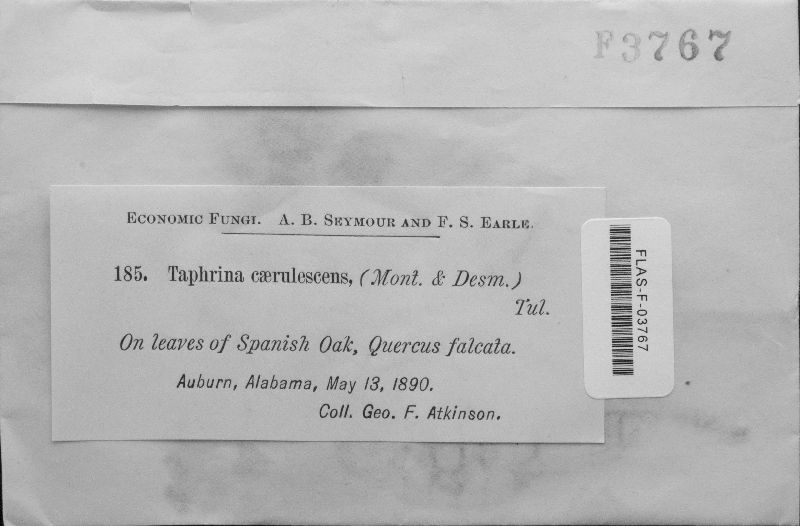 F3767
ECONOMIC FUNGI. A. B. SEYMOUR AND F. S. EARLE.
185. Taphrina cærulescens, (Mont. & Desm.)
Tul.
On leaves of Spanish Oak, Quercus falcata.
Auburn, Alabama, May 13, 1890.
Coll. Geo. F. Atkinson.
FLAS-F-03767